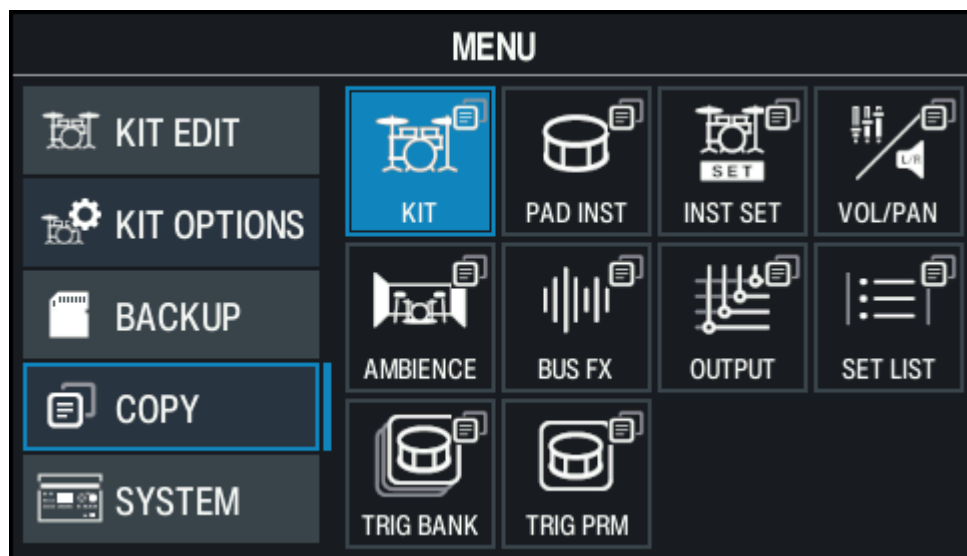 MENU
KIT EDIT
KIT OPTIONS
BACKUP
COPY
SYSTEM
KIT
PAD INST
SET
INST SET
L/R
VOL/PAN
AMBIENCE
BUS FX
OUTPUT
SET LIST
TRIG BANK
TRIG PRM